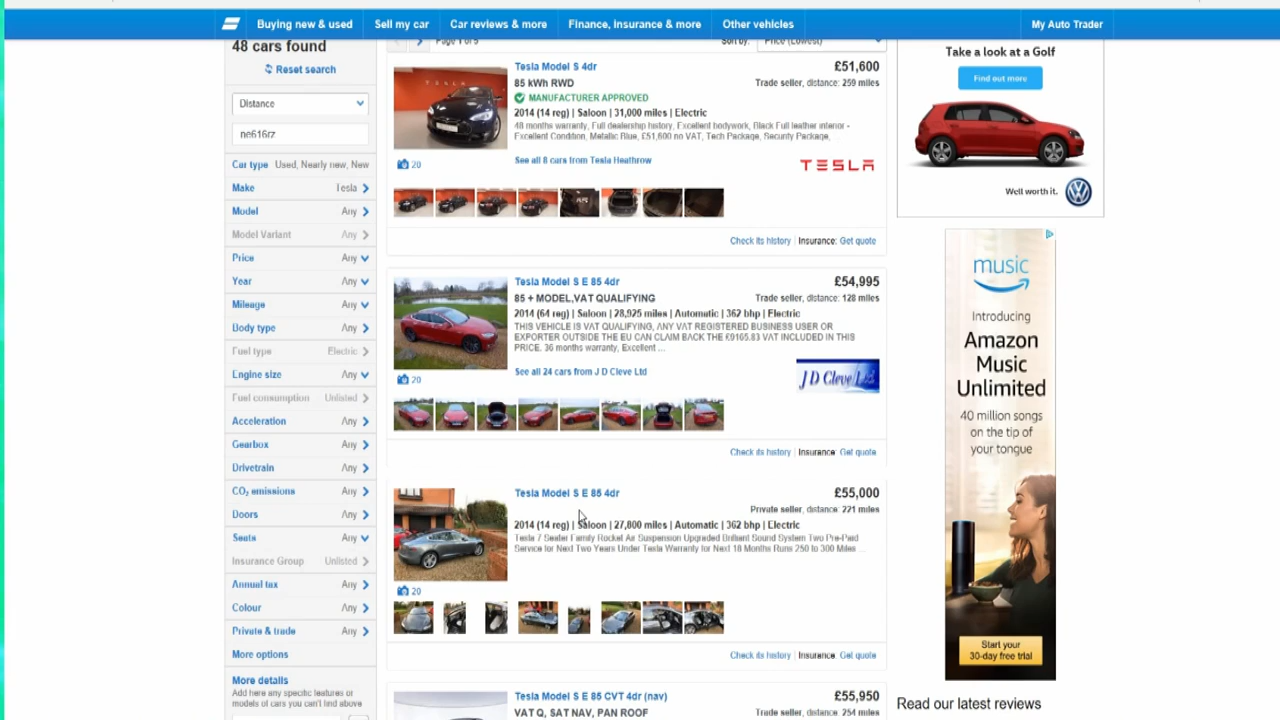 Buying new & used
Sell my car
Car reviews & more
Finance, insurance & more
Other vehicles
My Auto Trader
48 cars found
Reset search
Distance
ne616rz
Car type Used, Nearly new, New
Make Tesla
Model Any
Model Variant Any
Price Any
Year Any
Mileage Any
Body type Any
Fuel type Electric
Engine size Any
Fuel consumption Unlisted
Acceleration Any
Gearbox Any
Drivetrain Any
CO2 emissions Any
Doors Any
Seats Any
Insurance Group Unlisted
Annual tax Any
Colour Any
Private & trade Any
More options
More details
Add here any specific features or
models of cars you can't find above
Page 1 of 5
Sort by: Price (Lowest)
Tesla Model S 4dr £51,600
85 kWh RWD Trade seller, distance: 259 miles
MANUFACTURER APPROVED
2014 (14 reg) | Saloon | 31,000 miles | Electric
48 months warranty, Full dealership history, Excellent bodywork, Black Full leather interior -
Excellent Condition, Metallic Blue, £51,600 no VAT, Tech Package, Security Package,
20 See all 8 cars from Tesla Heathrow
TESLA
Check its history | Insurance: Get quote
Tesla Model S E 85 4dr £54,995
85 + MODEL,VAT QUALIFYING Trade seller, distance: 128 miles
2014 (64 reg) | Saloon | 28,925 miles | Automatic | 362 bhp | Electric
THIS VEHICLE IS VAT QUALIFYING, ANY VAT REGISTERED BUSINESS USER OR
EXPORTER OUTSIDE THE EU CAN CLAIM BACK THE £9165.83 VAT INCLUDED IN THIS
PRICE. 36 months warranty, Excellent ...
20 See all 24 cars from J D Cleve Ltd
J D Cleve Ltd
Check its history | Insurance: Get quote
Tesla Model S E 85 4dr £55,000
Private seller, distance: 221 miles
2014 (14 reg) | Saloon | 27,800 miles | Automatic | 362 bhp | Electric
Tesla 7 Seater Family Rocket Air Suspension Upgraded Brilliant Sound System Two Pre-Paid
Service for Next Two Years Under Tesla Warranty for Next 18 Months Runs 250 to 300 Miles ...
20
Check its history | Insurance: Get quote
Tesla Model S E 85 CVT 4dr (nav) £55,950
VAT Q, SAT NAV, PAN ROOF Trade seller, distance: 254 miles
Take a look at a Golf
Find out more
Well worth it.
music
Introducing
Amazon
Music
Unlimited
40 million songs
on the tip of
your tongue
Start your
30-day free trial
Read our latest reviews